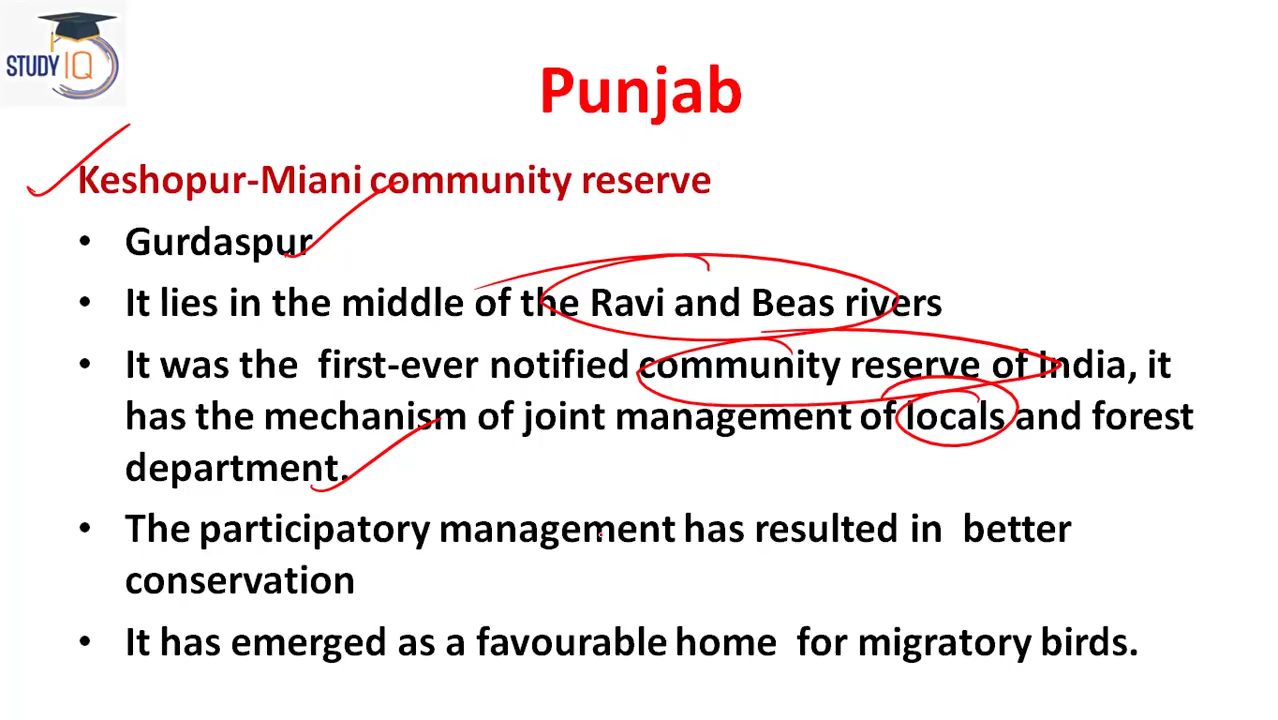 STUDY IQ
Punjab
Keshopur-Miani community reserve
• Gurdaspur
• It lies in the middle of the Ravi and Beas rivers
• It was the first-ever notified community reserve of India, it
has the mechanism of joint management of locals and forest
department.
• The participatory management has resulted in better
conservation
• It has emerged as a favourable home for migratory birds.